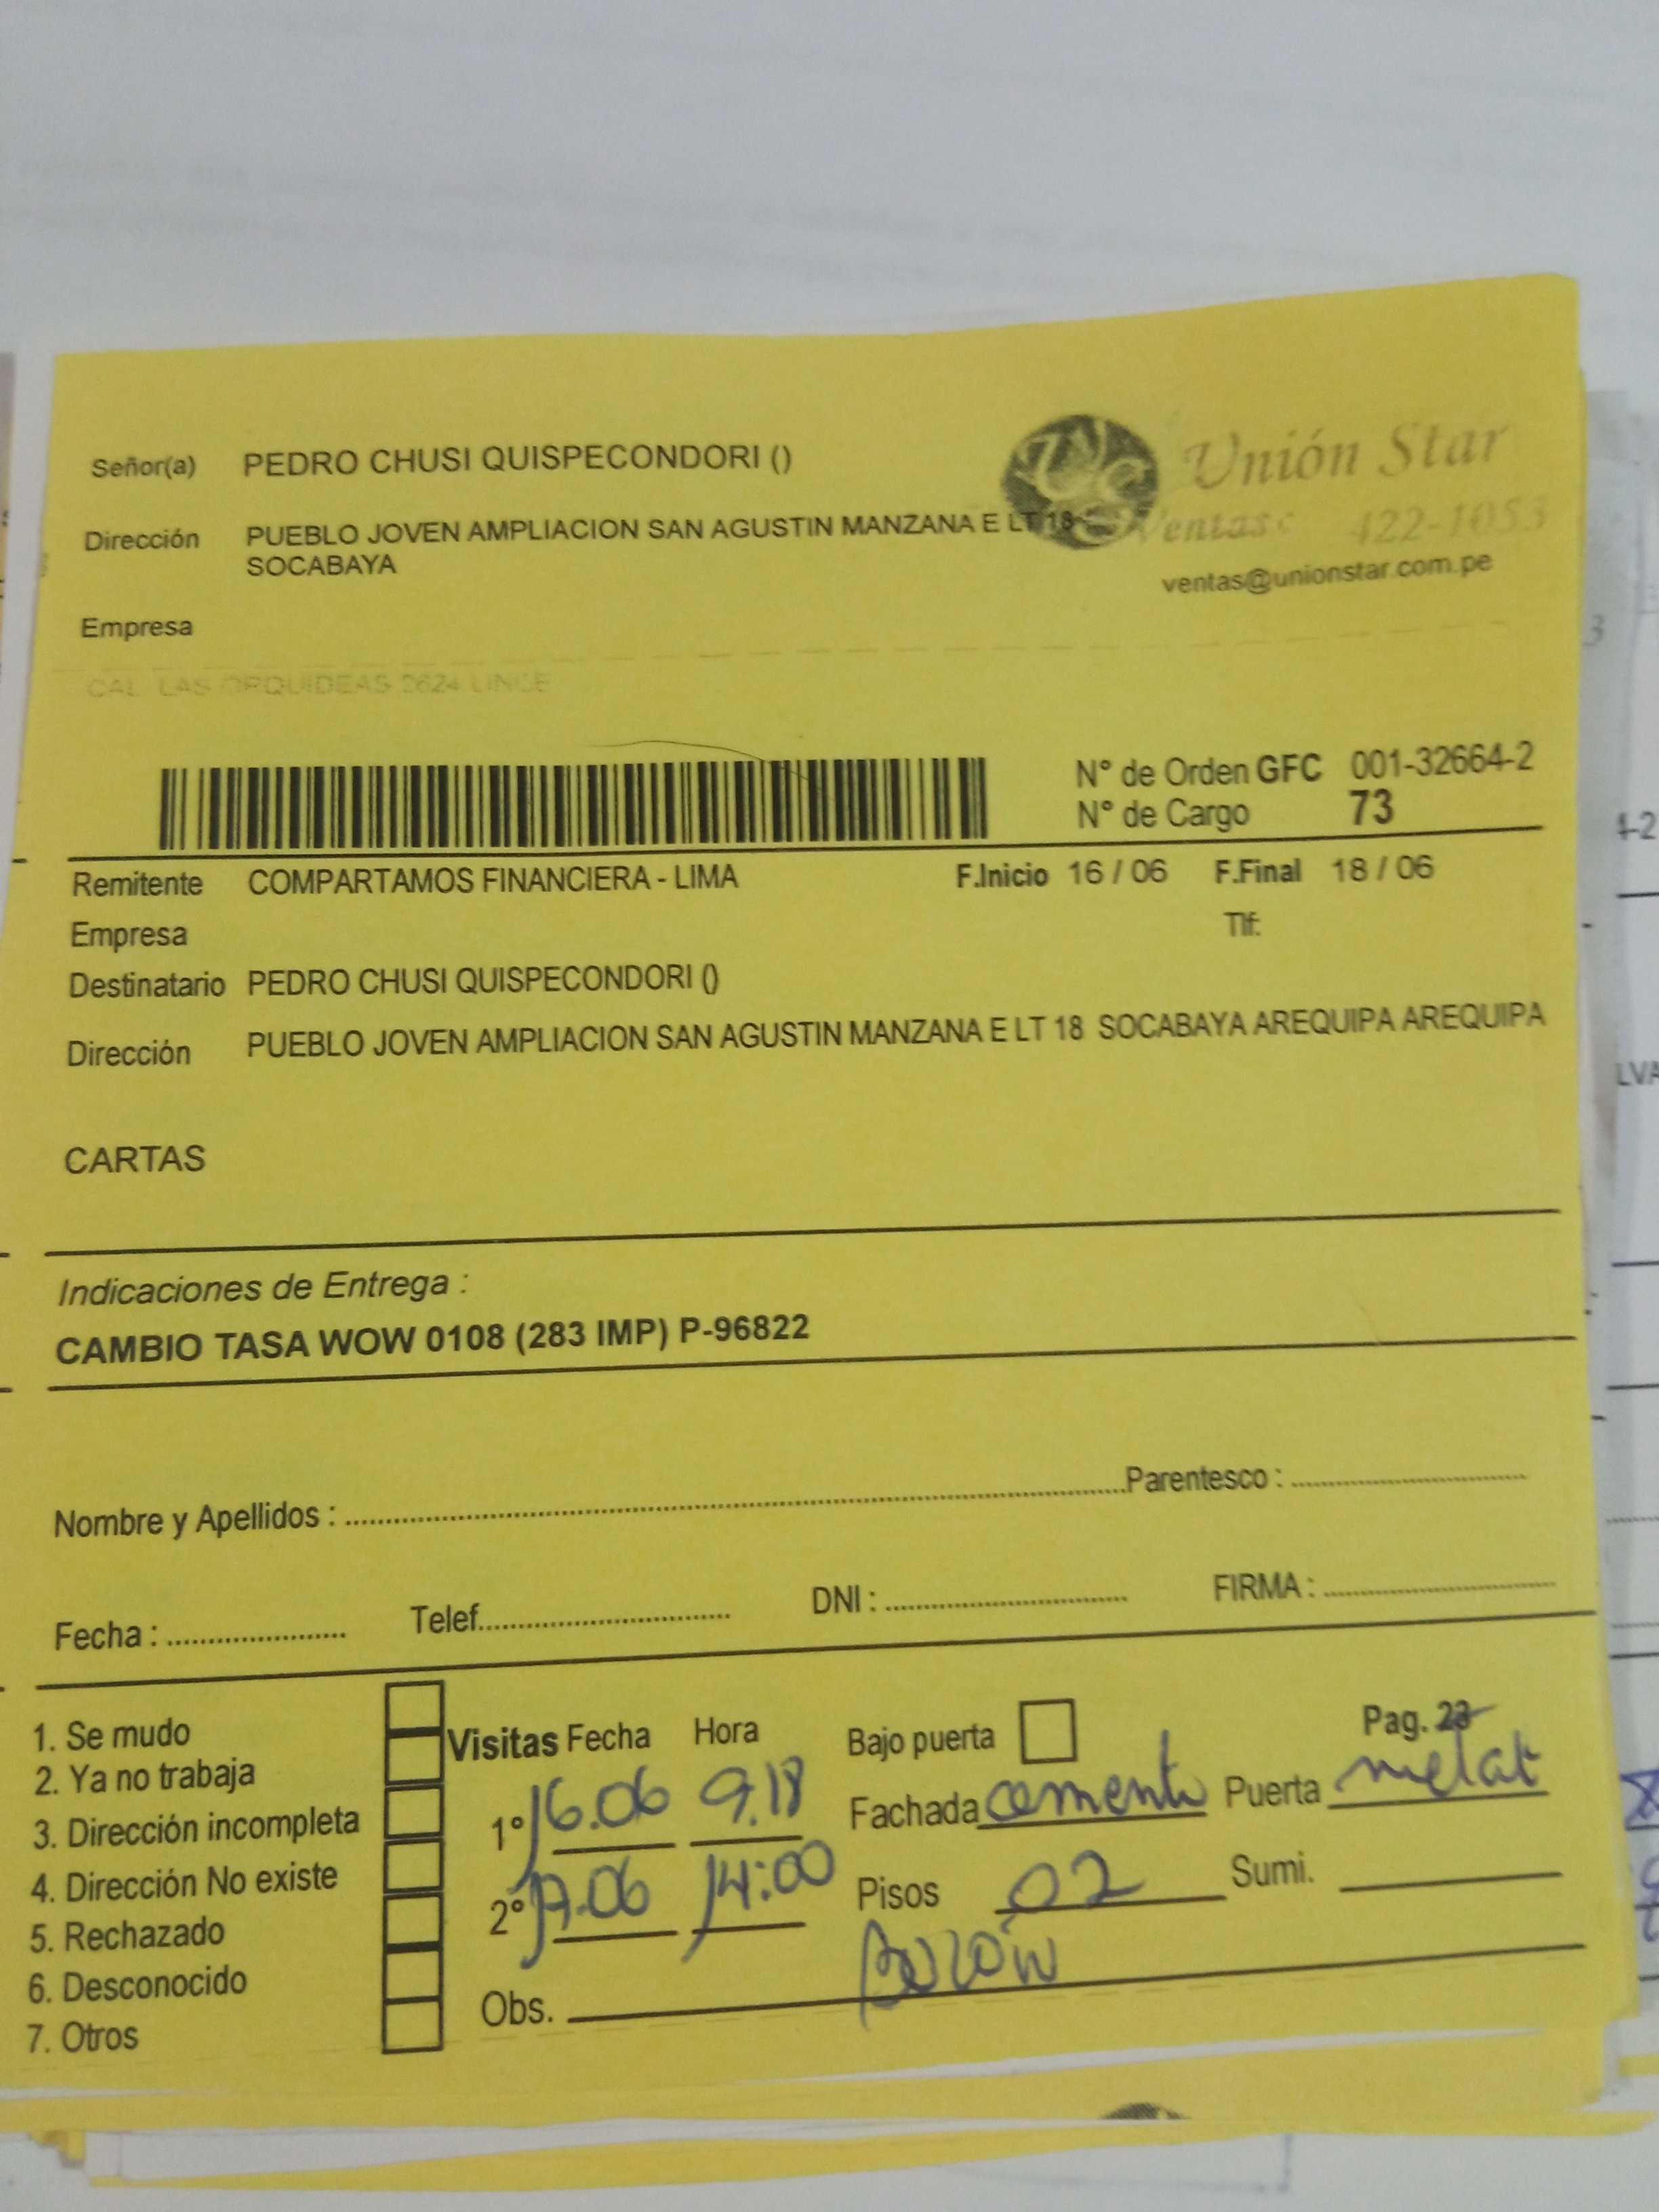 Señor(a) PEDRO CHUSI QUISPECONDORI ()
Unión Star
Dirección PUEBLO JOVEN AMPLIACION SAN AGUSTIN MANZANA E LT 18
SOCABAYA
Ventas: 422-1053
ventas@unionstar.com.pe
Empresa
CAL. LAS ORQUIDEAS 2624 LINCE
N° de Orden GFC 001-32664-2
N° de Cargo 73
Remitente COMPARTAMOS FINANCIERA - LIMA F.Inicio 16 / 06 F.Final 18 / 06
Empresa Tlf:
Destinatario PEDRO CHUSI QUISPECONDORI ()
Dirección PUEBLO JOVEN AMPLIACION SAN AGUSTIN MANZANA E LT 18 SOCABAYA AREQUIPA AREQUIPA
CARTAS
Indicaciones de Entrega :
CAMBIO TASA WOW 0108 (283 IMP) P-96822
Nombre y Apellidos : Parentesco :
Fecha : Telef. DNI : FIRMA :
1. Se mudo
2. Ya no trabaja
3. Dirección incompleta
4. Dirección No existe
5. Rechazado
6. Desconocido
7. Otros
Visitas Fecha Hora
1° 16.06 9.18
2° 17.06 14:00
Obs.
Bajo puerta Pag. 23
Fachada cemento Puerta metal
Pisos 02 Sumi.